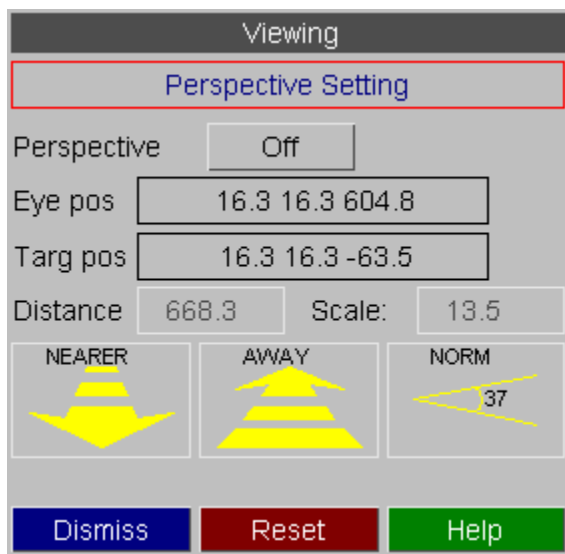 Viewing
Perspective Setting
Perspective Off
Eye pos 16.3 16.3 604.8
Targ pos 16.3 16.3 -63.5
Distance 668.3 Scale: 13.5
NEARER AWAY NORM
37
Dismiss Reset Help